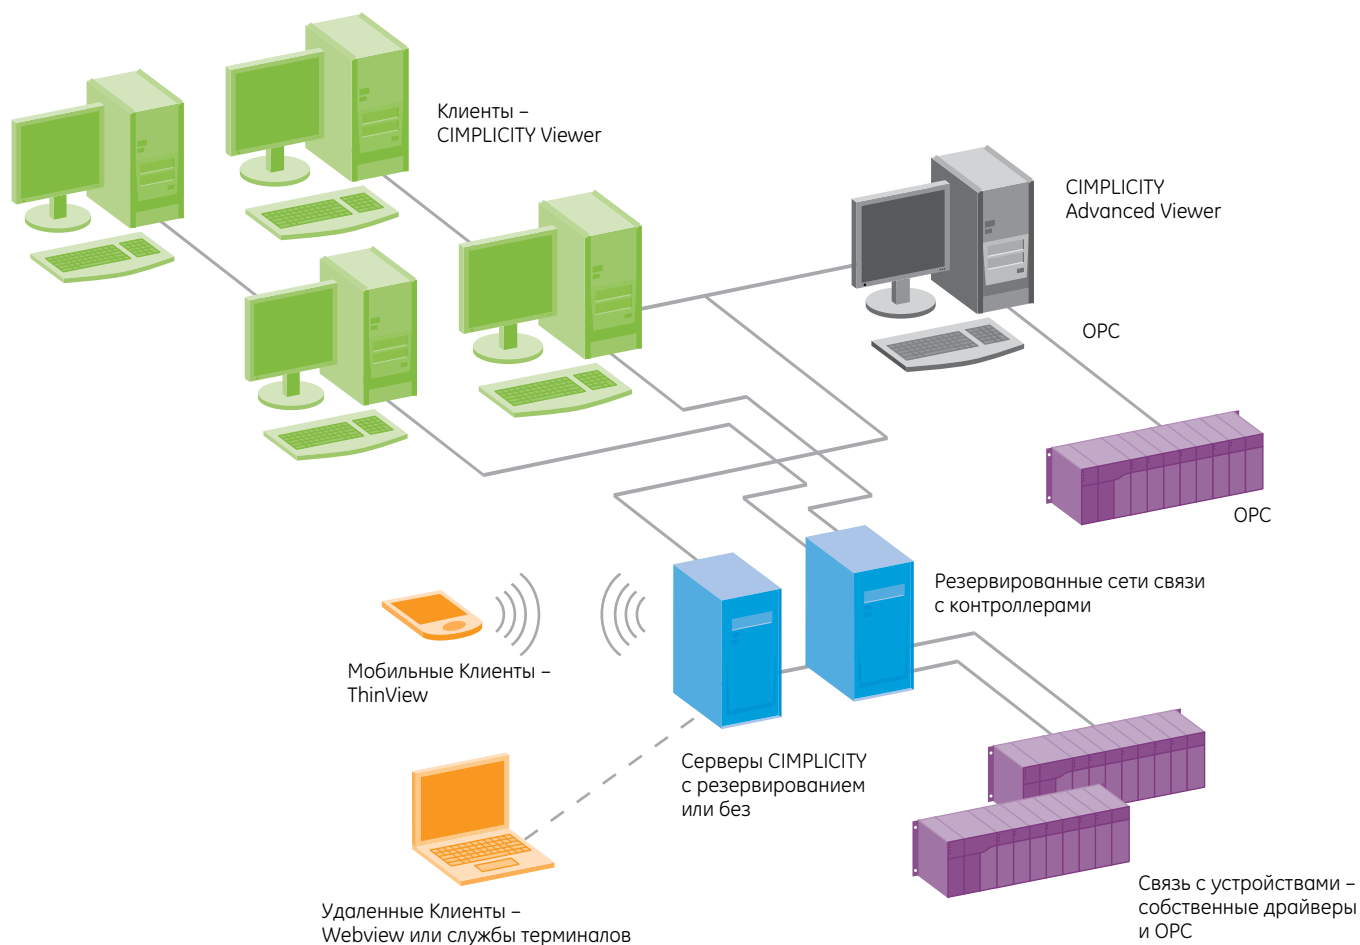 Клиенты –
CIMPLICITY Viewer
CIMPLICITY
Advanced Viewer
OPC
OPC
Резервированные сети связи
с контроллерами
Мобильные Клиенты –
ThinView
Серверы CIMPLICITY
с резервированием
или без
Связь с устройствами –
собственные драйверы
и OPC
Удаленные Клиенты –
Webview или службы терминалов